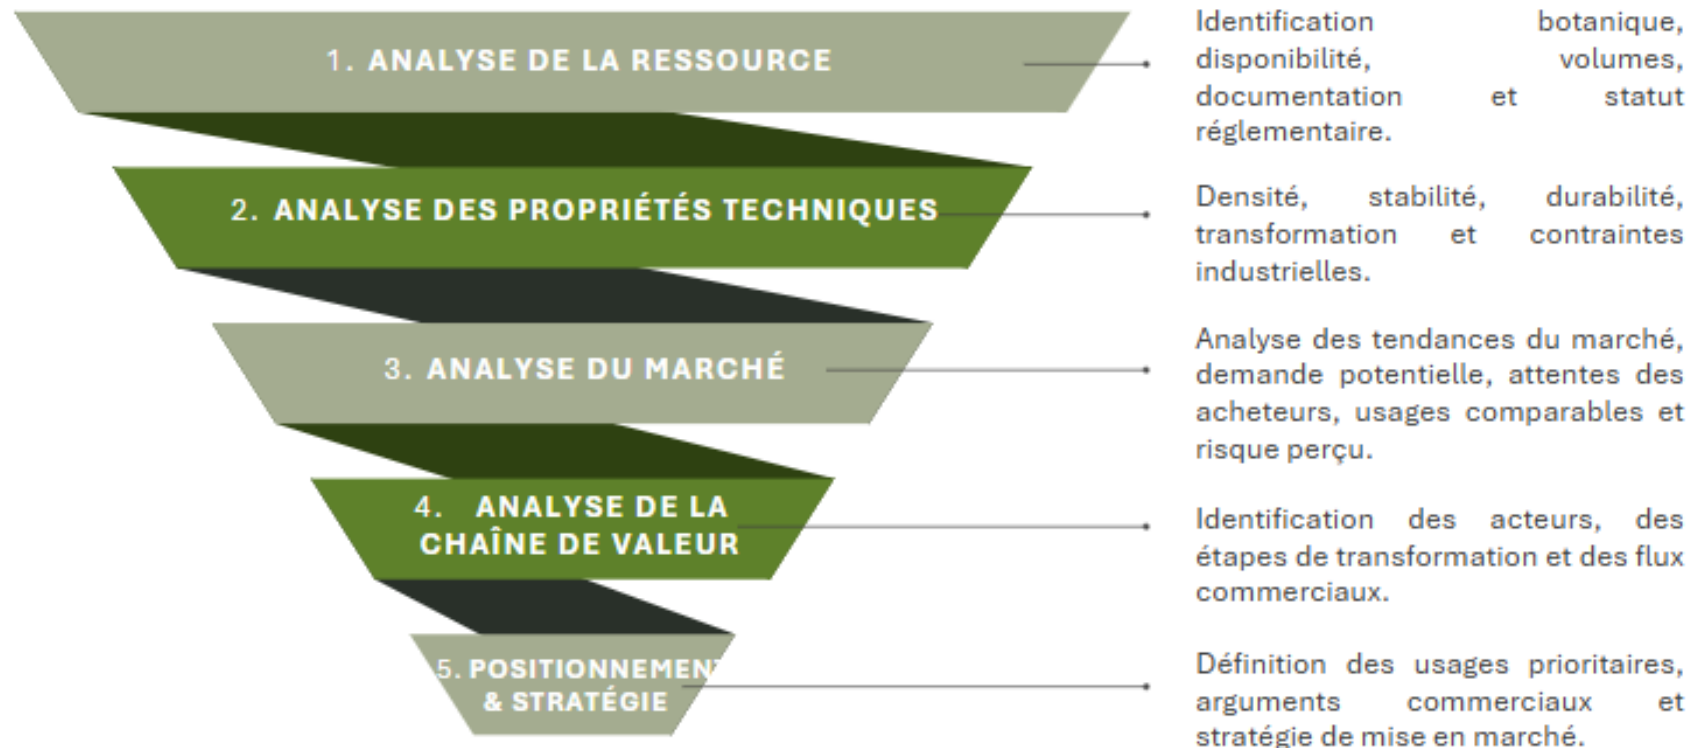 1. ANALYSE DE LA RESSOURCE
Identification botanique,
disponibilité, volumes,
documentation et statut
réglementaire.
2. ANALYSE DES PROPRIÉTÉS TECHNIQUES
Densité, stabilité, durabilité,
transformation et contraintes
industrielles.
3. ANALYSE DU MARCHÉ
Analyse des tendances du marché,
demande potentielle, attentes des
acheteurs, usages comparables et
risque perçu.
4. ANALYSE DE LA
CHAÎNE DE VALEUR
Identification des acteurs, des
étapes de transformation et des flux
commerciaux.
5. POSITIONNEMENT
& STRATÉGIE
Définition des usages prioritaires,
arguments commerciaux et
stratégie de mise en marché.